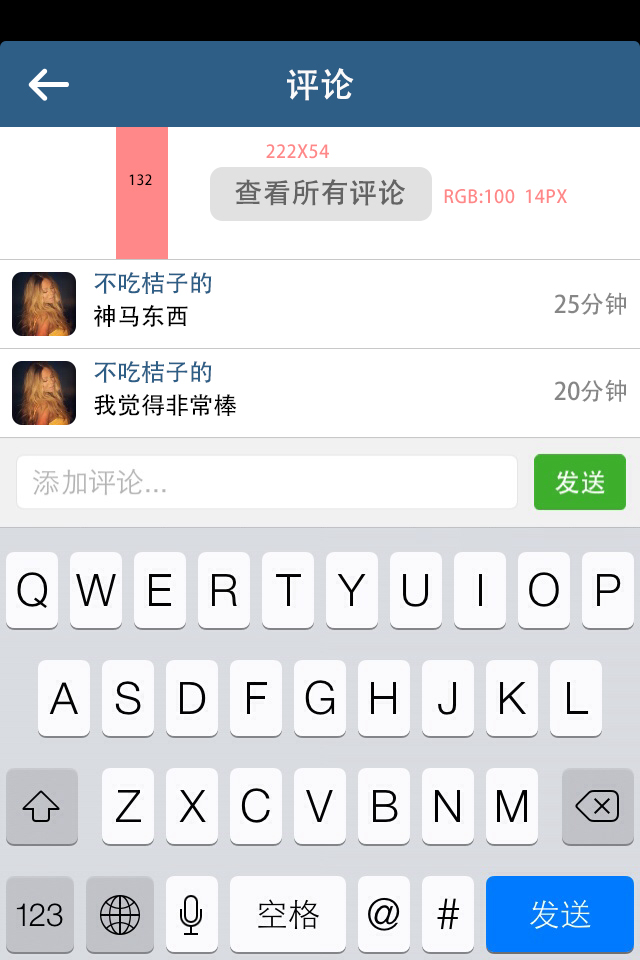 评论
222X54
132
查看所有评论
RGB:100 14PX
不吃桔子的
神马东西
25分钟
不吃桔子的
我觉得非常棒
20分钟
添加评论...
发送
Q W E R T Y U I O P
A S D F G H J K L
Z X C V B N M
123 空格 @ # 发送